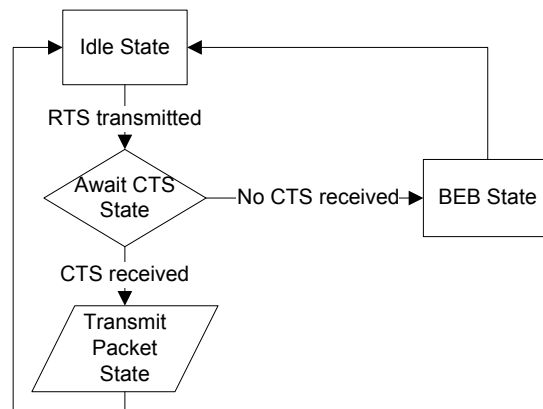 Idle State
RTS transmitted
Await CTS
State
No CTS received
BEB State
CTS received
Transmit
Packet
State